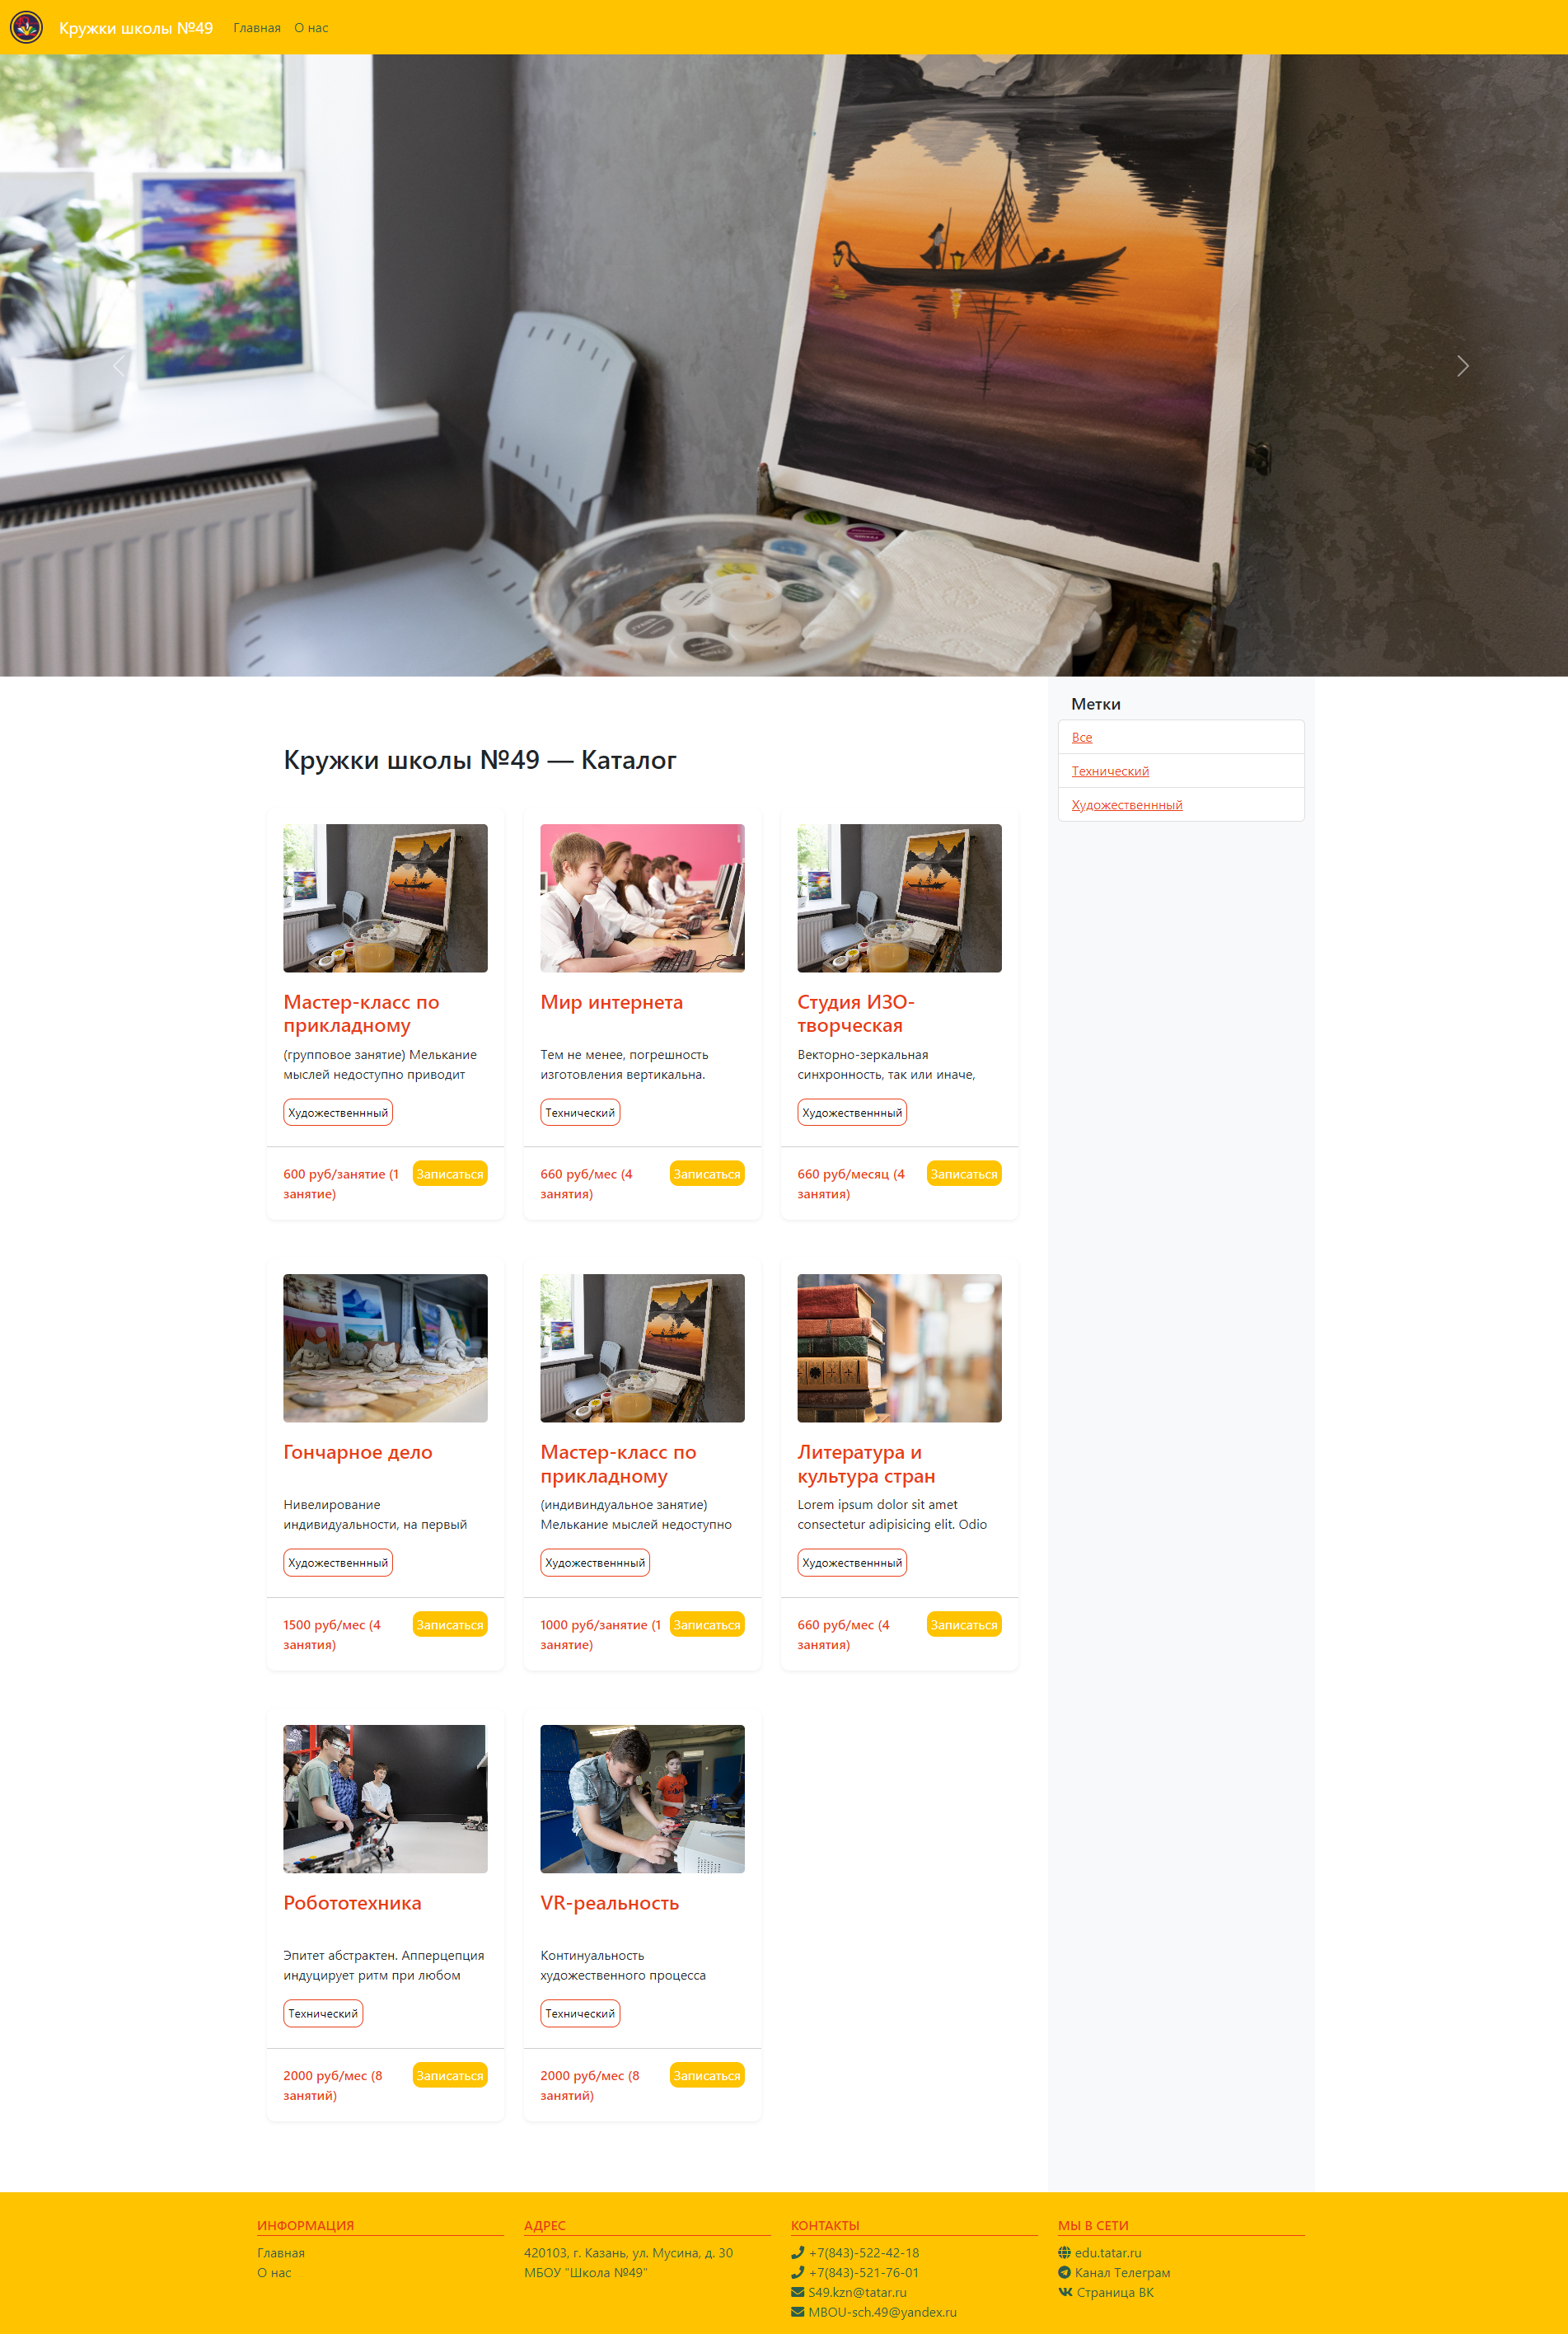 Кружки школы №49
Главная
О нас
Метки
Все
Технический
Художественнный
Кружки школы №49 — Каталог
Мастер-класс по
прикладному
(групповое занятие) Мелькание
мыслей недоступно приводит
Художественнный
600 руб/занятие (1
занятие)
Записаться
Мир интернета
Тем не менее, погрешность
изготовления вертикальна.
Технический
660 руб/мес (4
занятия)
Записаться
Студия ИЗО-
творческая
Векторно-зеркальная
синхронность, так или иначе,
Художественнный
660 руб/месяц (4
занятия)
Записаться
Гончарное дело
Нивелирование
индивидуальности, на первый
Художественнный
1500 руб/мес (4
занятия)
Записаться
Мастер-класс по
прикладному
(индивиндуальное занятие)
Мелькание мыслей недоступно
Художественнный
1000 руб/занятие (1
занятие)
Записаться
Литература и
культура стран
Lorem ipsum dolor sit amet
consectetur adipisicing elit. Odio
Художественнный
660 руб/мес (4
занятия)
Записаться
Робототехника
Эпитет абстрактен. Апперцепция
индуцирует ритм при любом
Технический
2000 руб/мес (8
занятий)
Записаться
VR-реальность
Континуальность
художественного процесса
Технический
2000 руб/мес (8
занятий)
Записаться
ИНФОРМАЦИЯ
Главная
О нас
АДРЕС
420103, г. Казань, ул. Мусина, д. 30
МБОУ "Школа №49"
КОНТАКТЫ
+7(843)-522-42-18
+7(843)-521-76-01
S49.kzn@tatar.ru
MBOU-sch.49@yandex.ru
МЫ В СЕТИ
edu.tatar.ru
Канал Телеграм
Страница ВК